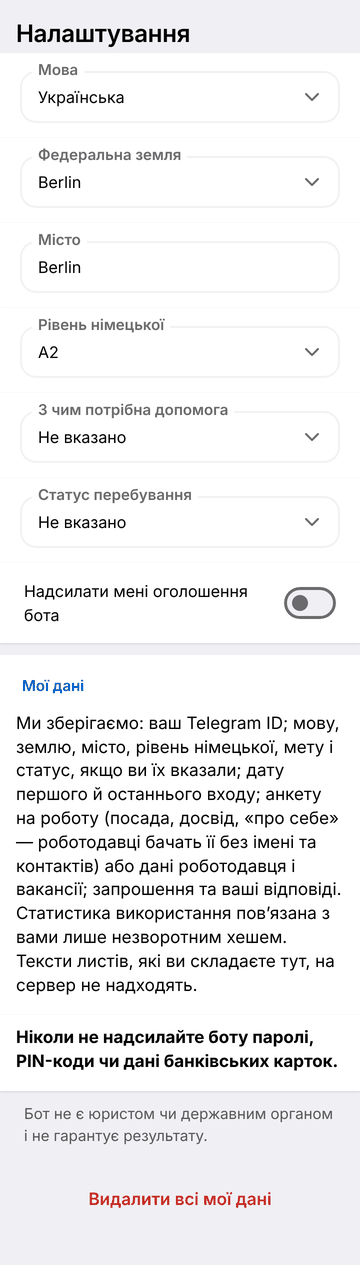 Налаштування
Мова
Українська
Федеральна земля
Berlin
Місто
Berlin
Рівень німецької
A2
З чим потрібна допомога
Не вказано
Статус перебування
Не вказано
Надсилати мені оголошення
бота
Мої дані
Ми зберігаємо: ваш Telegram ID; мову,
землю, місто, рівень німецької, мету і
статус, якщо ви їх вказали; дату
першого й останнього входу; анкету
на роботу (посада, досвід, «про себе»
— роботодавці бачать її без імені та
контактів) або дані роботодавця і
вакансії; запрошення та ваші відповіді.
Статистика використання пов’язана з
вами лише незворотним хешем.
Тексти листів, які ви складаєте тут, на
сервер не надходять.
Ніколи не надсилайте боту паролі,
PIN-коди чи дані банківських карток.
Бот не є юристом чи державним органом
і не гарантує результату.
Видалити всі мої дані